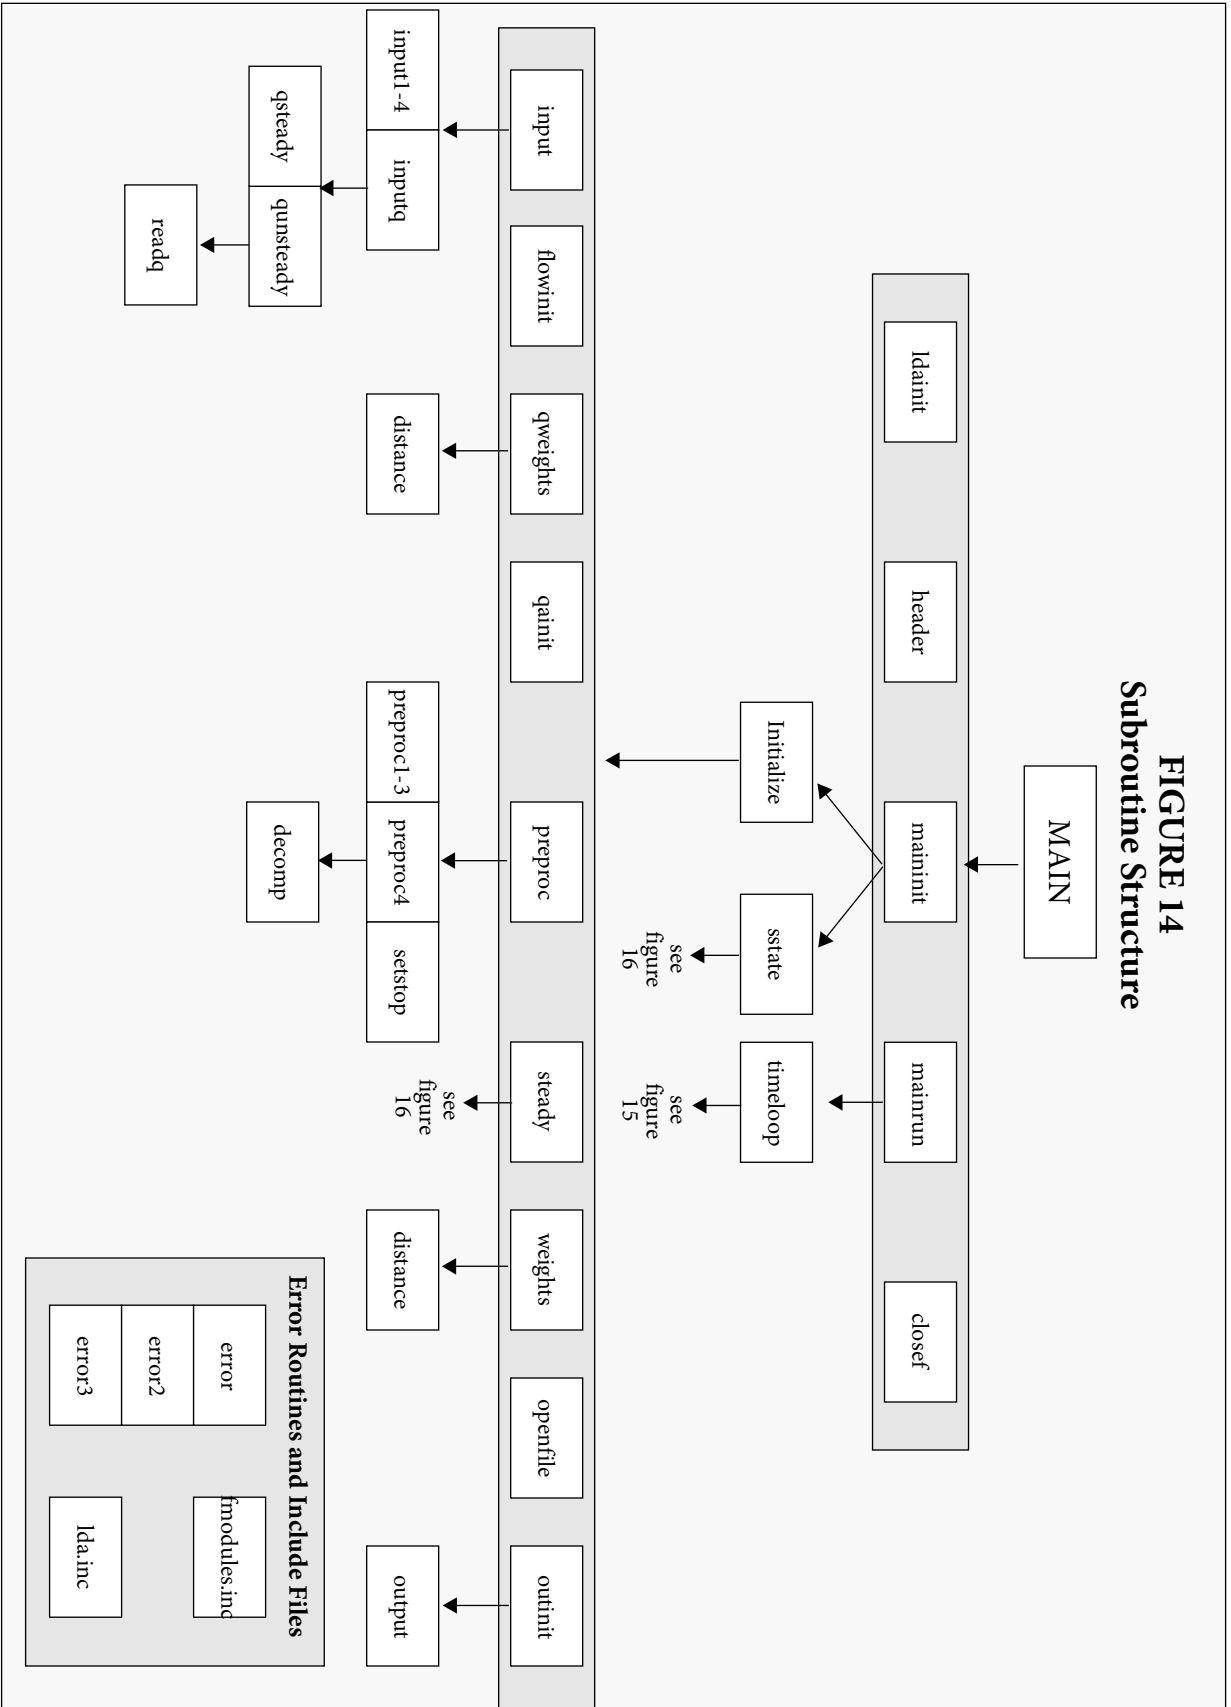 FIGURE 14
Subroutine Structure
MAIN
ldainit
header
maininit
mainrun
closef
Initialize
sstate
timeloop
see
figure
16
see
figure
15
input
flowinit
qweights
qainit
preproc
steady
weights
openfile
outinit
input1-4
inputq
distance
preproc1-3
preproc4
setstop
see
figure
16
distance
output
qsteady
qunsteady
decomp
readq
Error Routines and Include Files
error
error2
error3
fmodules.inc
lda.inc